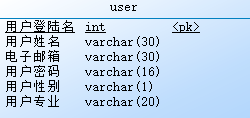 user
用户登陆名 int <pk>
用户姓名 varchar(30)
电子邮箱 varchar(30)
用户密码 varchar(16)
用户性别 varchar(1)
用户专业 varchar(20)